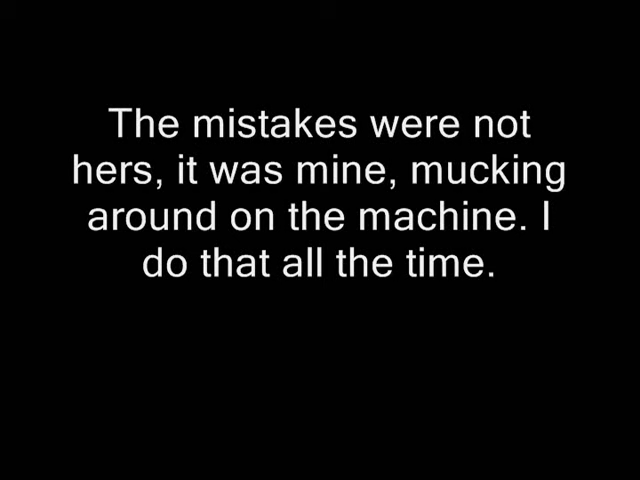 The mistakes were not
hers, it was mine, mucking
around on the machine. I
do that all the time.